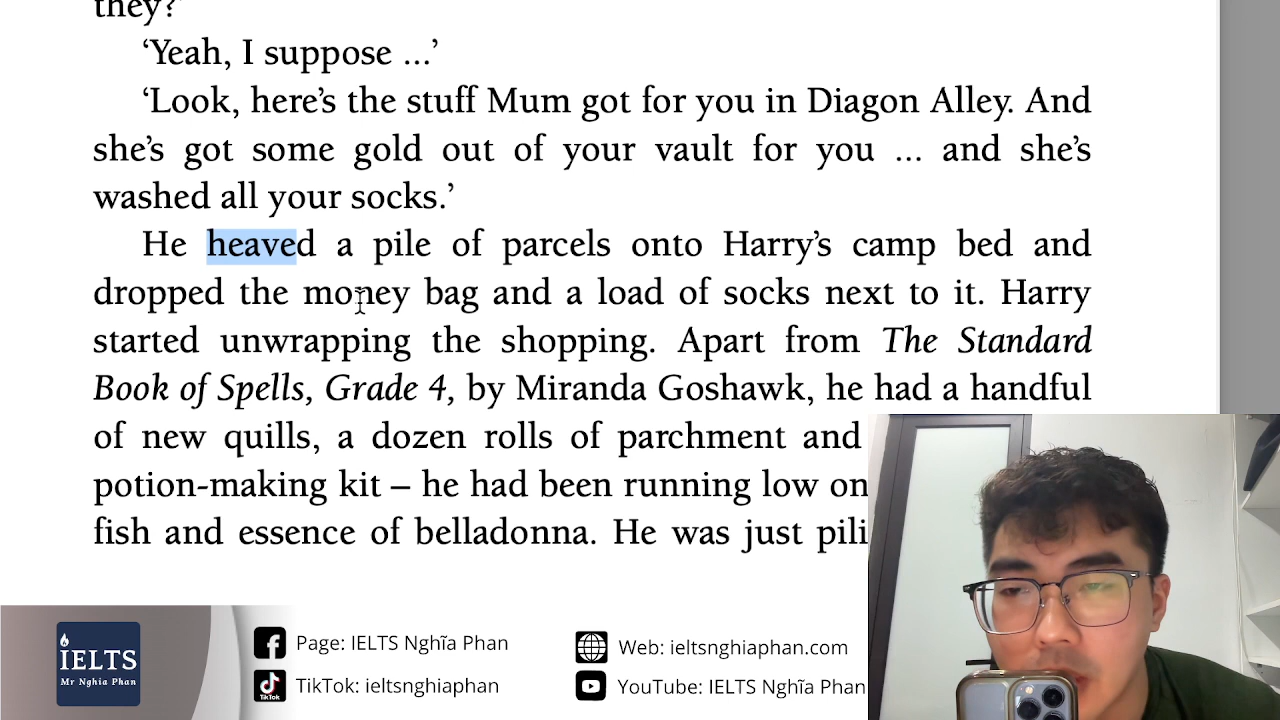 they?'
‘Yeah, I suppose ...’
‘Look, here’s the stuff Mum got for you in Diagon Alley. And
she’s got some gold out of your vault for you ... and she’s
washed all your socks.’
He heaved a pile of parcels onto Harry’s camp bed and
dropped the money bag and a load of socks next to it. Harry
started unwrapping the shopping. Apart from The Standard
Book of Spells, Grade 4, by Miranda Goshawk, he had a handful
of new quills, a dozen rolls of parchment and
potion-making kit – he had been running low on
fish and essence of belladonna. He was just pili
IELTS
Mr Nghia Phan
Page: IELTS Nghĩa Phan
TikTok
TikTok: ieltsnghiaphan
Web: ieltsnghiaphan.com
YouTube: IELTS Nghĩa Phan